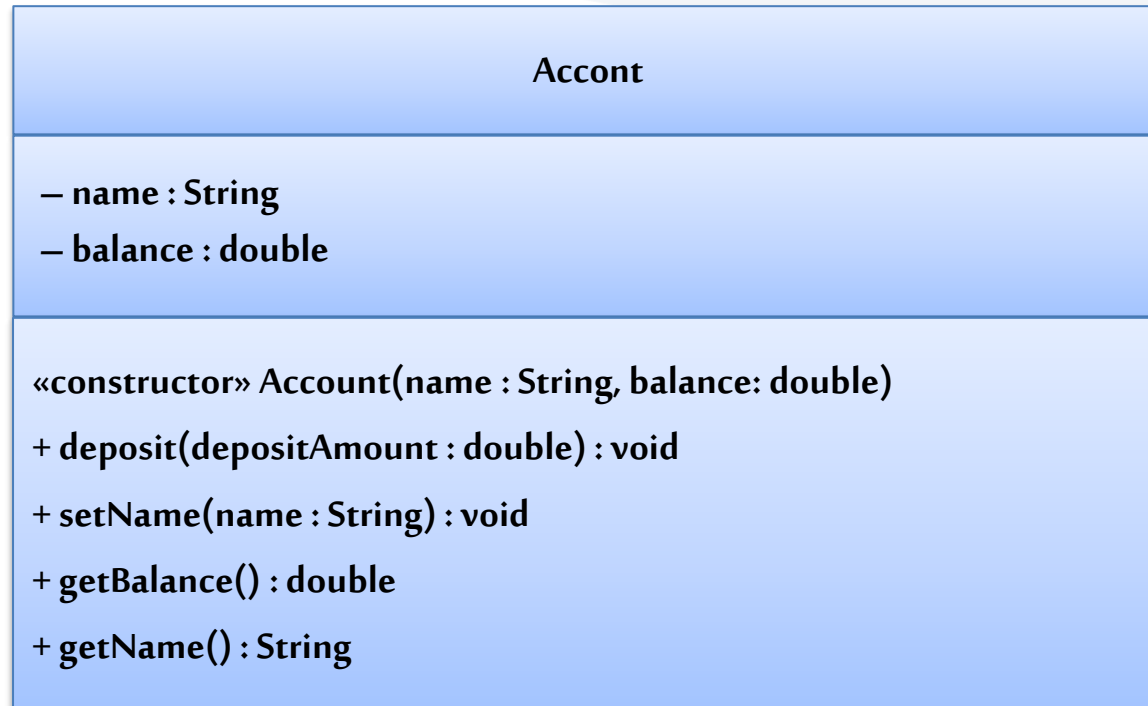 Accont
– name : String
– balance : double
«constructor» Account(name : String, balance: double)
+ deposit(depositAmount : double) : void
+ setName(name : String) : void
+ getBalance() : double
+ getName() : String